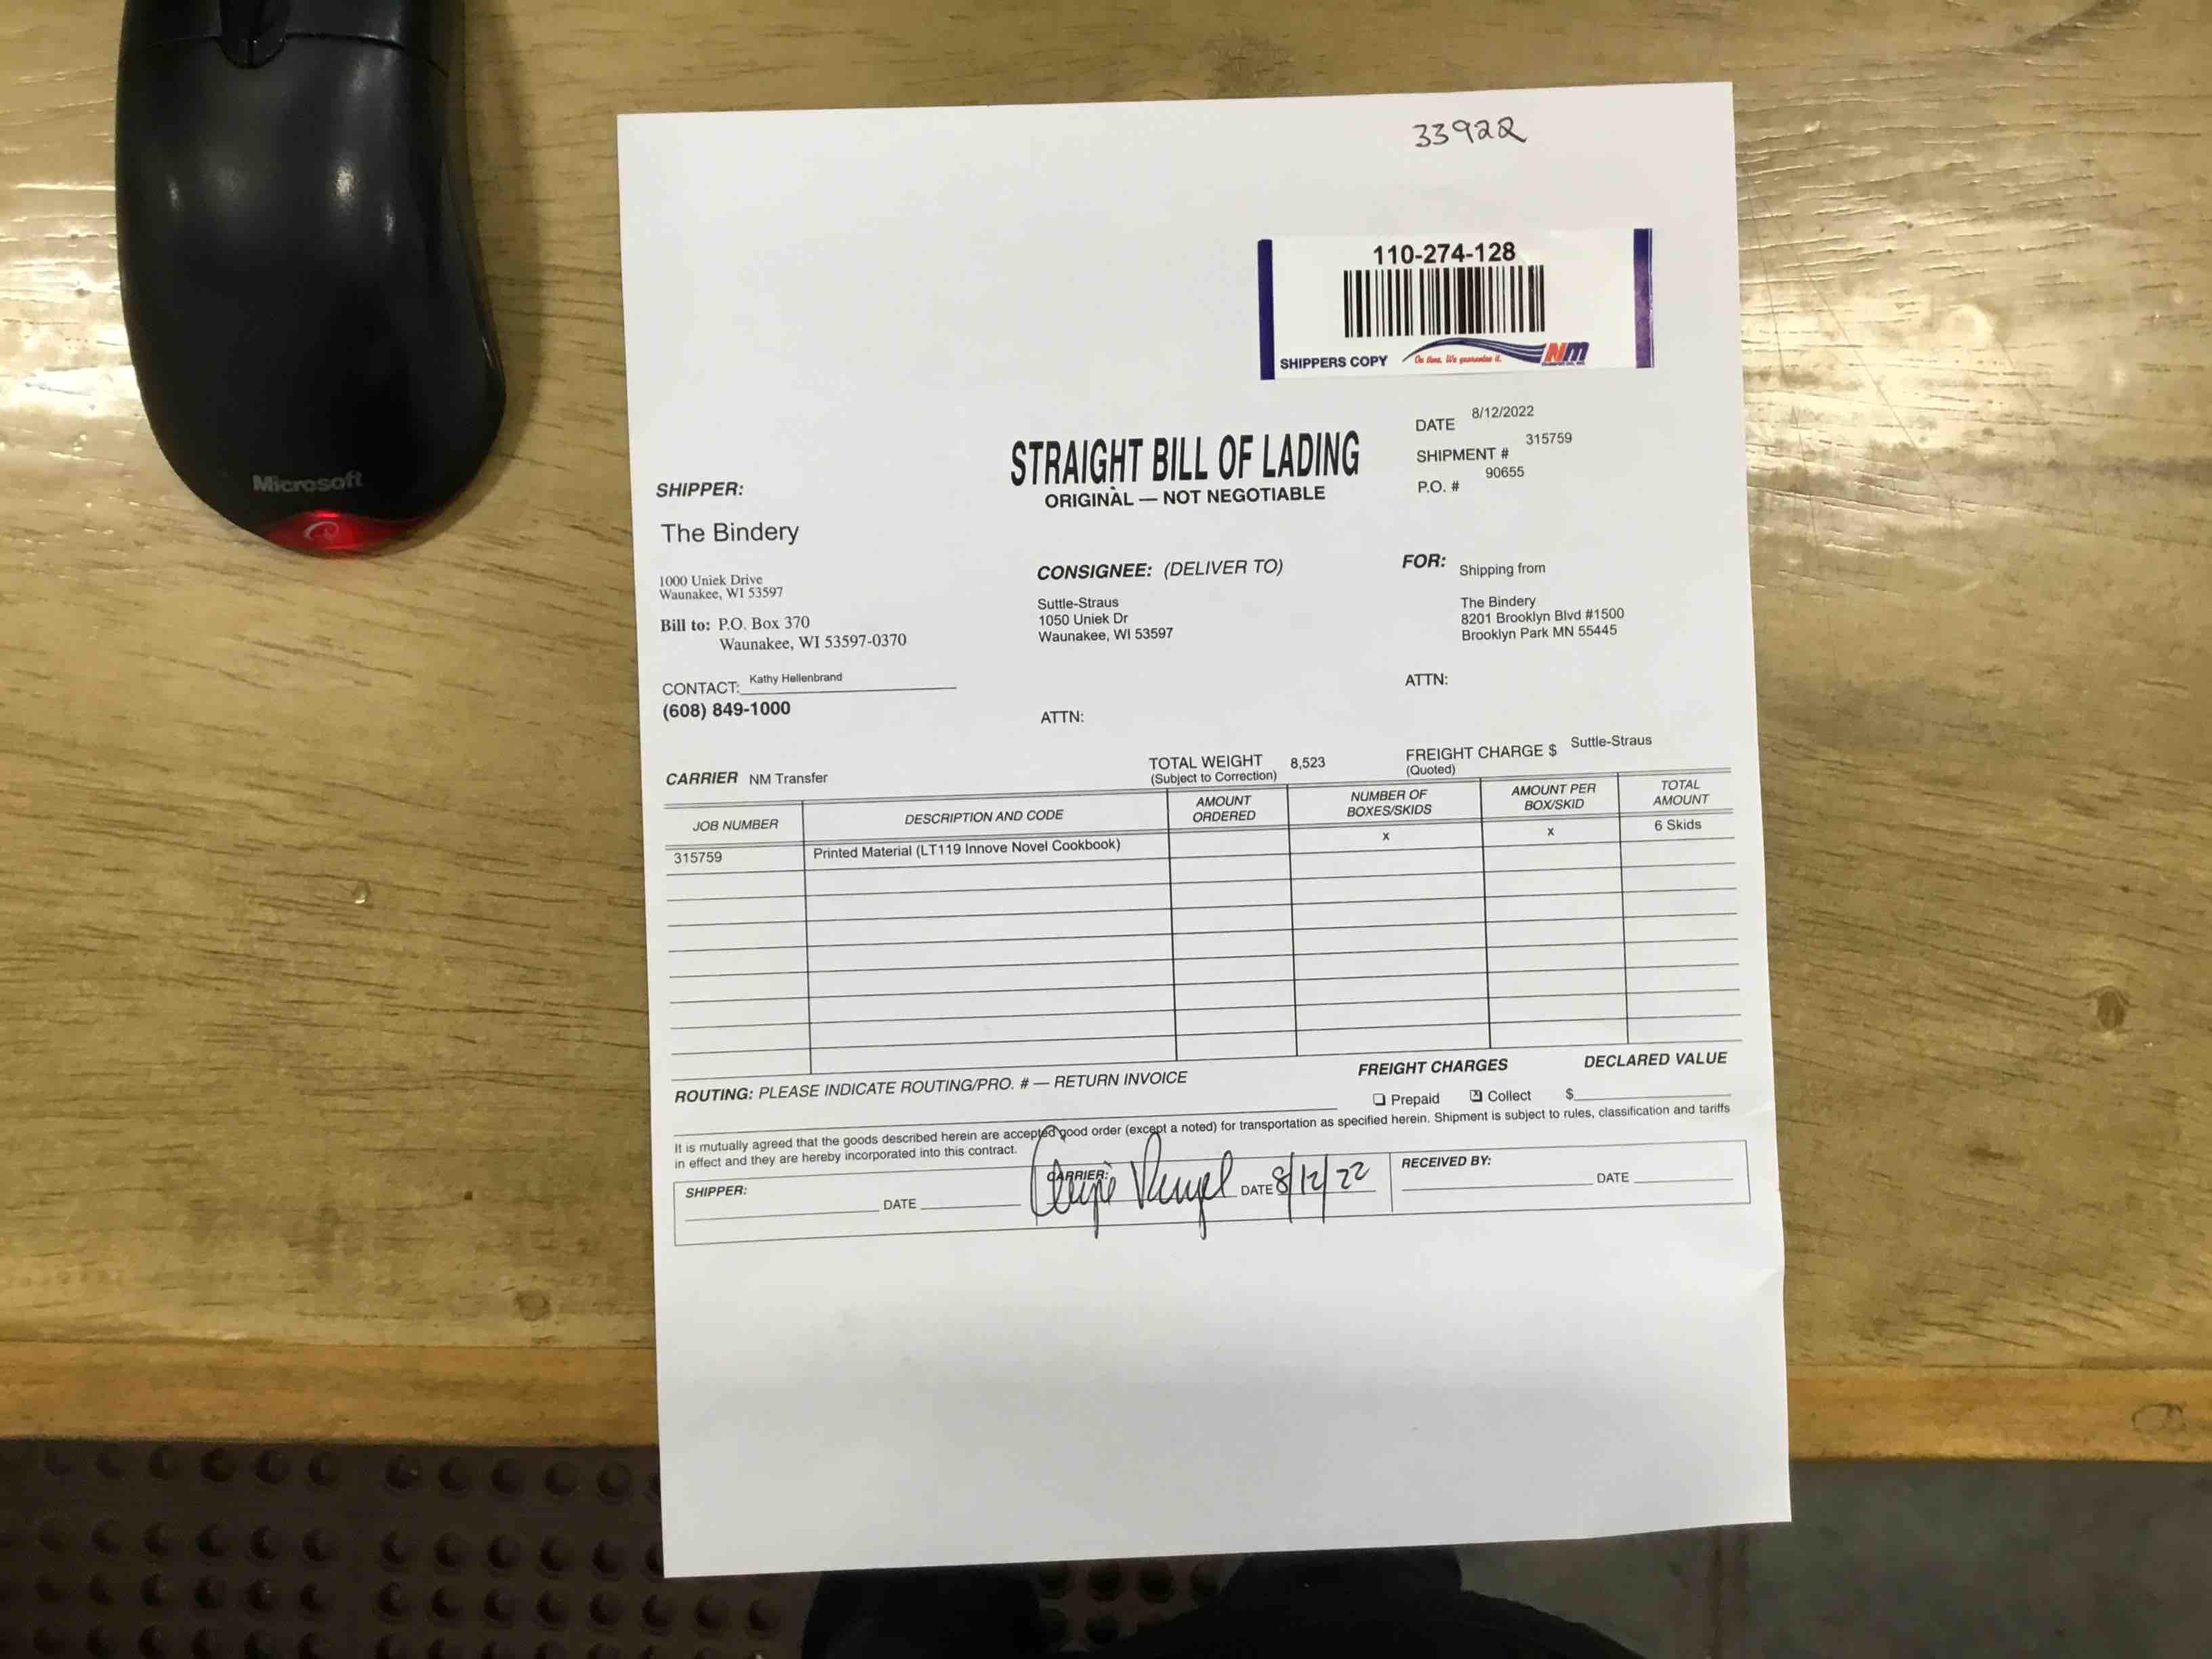 33922
110-274-128
SHIPPERS COPY On time. We guarantee it. NM
DATE 8/12/2022
SHIPMENT # 315759
P.O. # 90655
STRAIGHT BILL OF LADING
ORIGINAL — NOT NEGOTIABLE
SHIPPER:
The Bindery
1000 Uniek Drive
Waunakee, WI 53597
Bill to: P.O. Box 370
Waunakee, WI 53597-0370
CONTACT: Kathy Hellenbrand
(608) 849-1000
CONSIGNEE: (DELIVER TO)
Suttle-Straus
1050 Uniek Dr
Waunakee, WI 53597
ATTN:
FOR: Shipping from
The Bindery
8201 Brooklyn Blvd #1500
Brooklyn Park MN 55445
ATTN:
CARRIER NM Transfer
TOTAL WEIGHT 8,523
(Subject to Correction)
FREIGHT CHARGE $ Suttle-Straus
(Quoted)
JOB NUMBER DESCRIPTION AND CODE AMOUNT ORDERED NUMBER OF BOXES/SKIDS AMOUNT PER BOX/SKID TOTAL AMOUNT
315759 Printed Material (LT119 Innove Novel Cookbook) x x 6 Skids
ROUTING: PLEASE INDICATE ROUTING/PRO. # — RETURN INVOICE
FREIGHT CHARGES DECLARED VALUE
Prepaid Collect $
It is mutually agreed that the goods described herein are accepted good order (except a noted) for transportation as specified herein. Shipment is subject to rules, classification and tariffs
in effect and they are hereby incorporated into this contract.
SHIPPER: DATE
CARRIER: DATE 8/12/22
RECEIVED BY: DATE
Microsoft